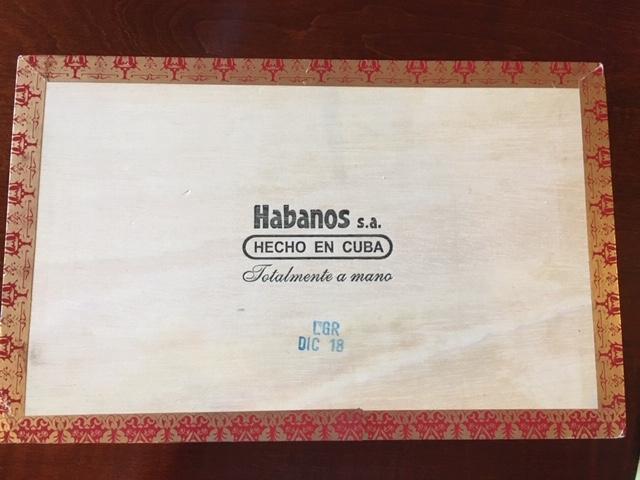 Habanos s.a.
HECHO EN CUBA
Totalmente a mano
LGR
DIC 18